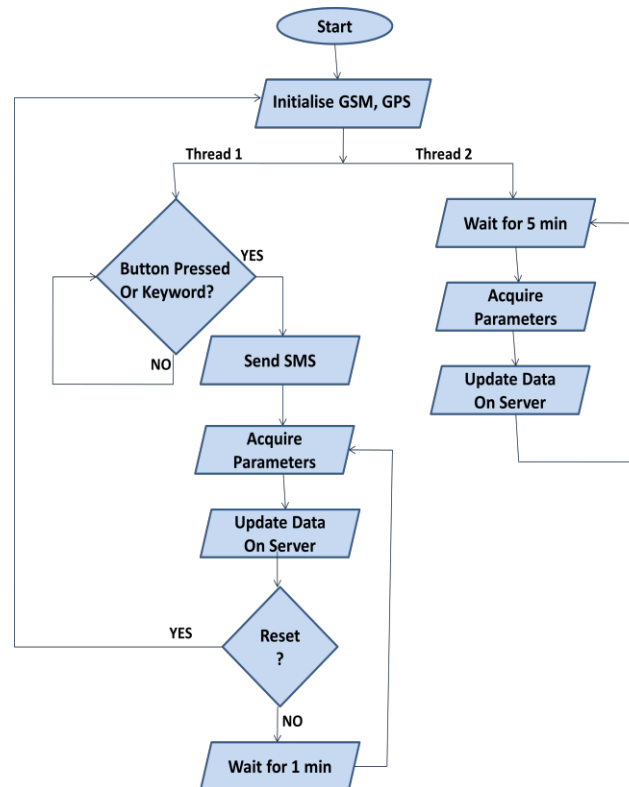 Start
Initialise GSM, GPS
Thread 1
Thread 2
Button Pressed
Or Keyword?
YES
NO
Wait for 5 min
Acquire
Parameters
Update Data
On Server
Send SMS
Acquire
Parameters
Update Data
On Server
Reset
?
YES
NO
Wait for 1 min